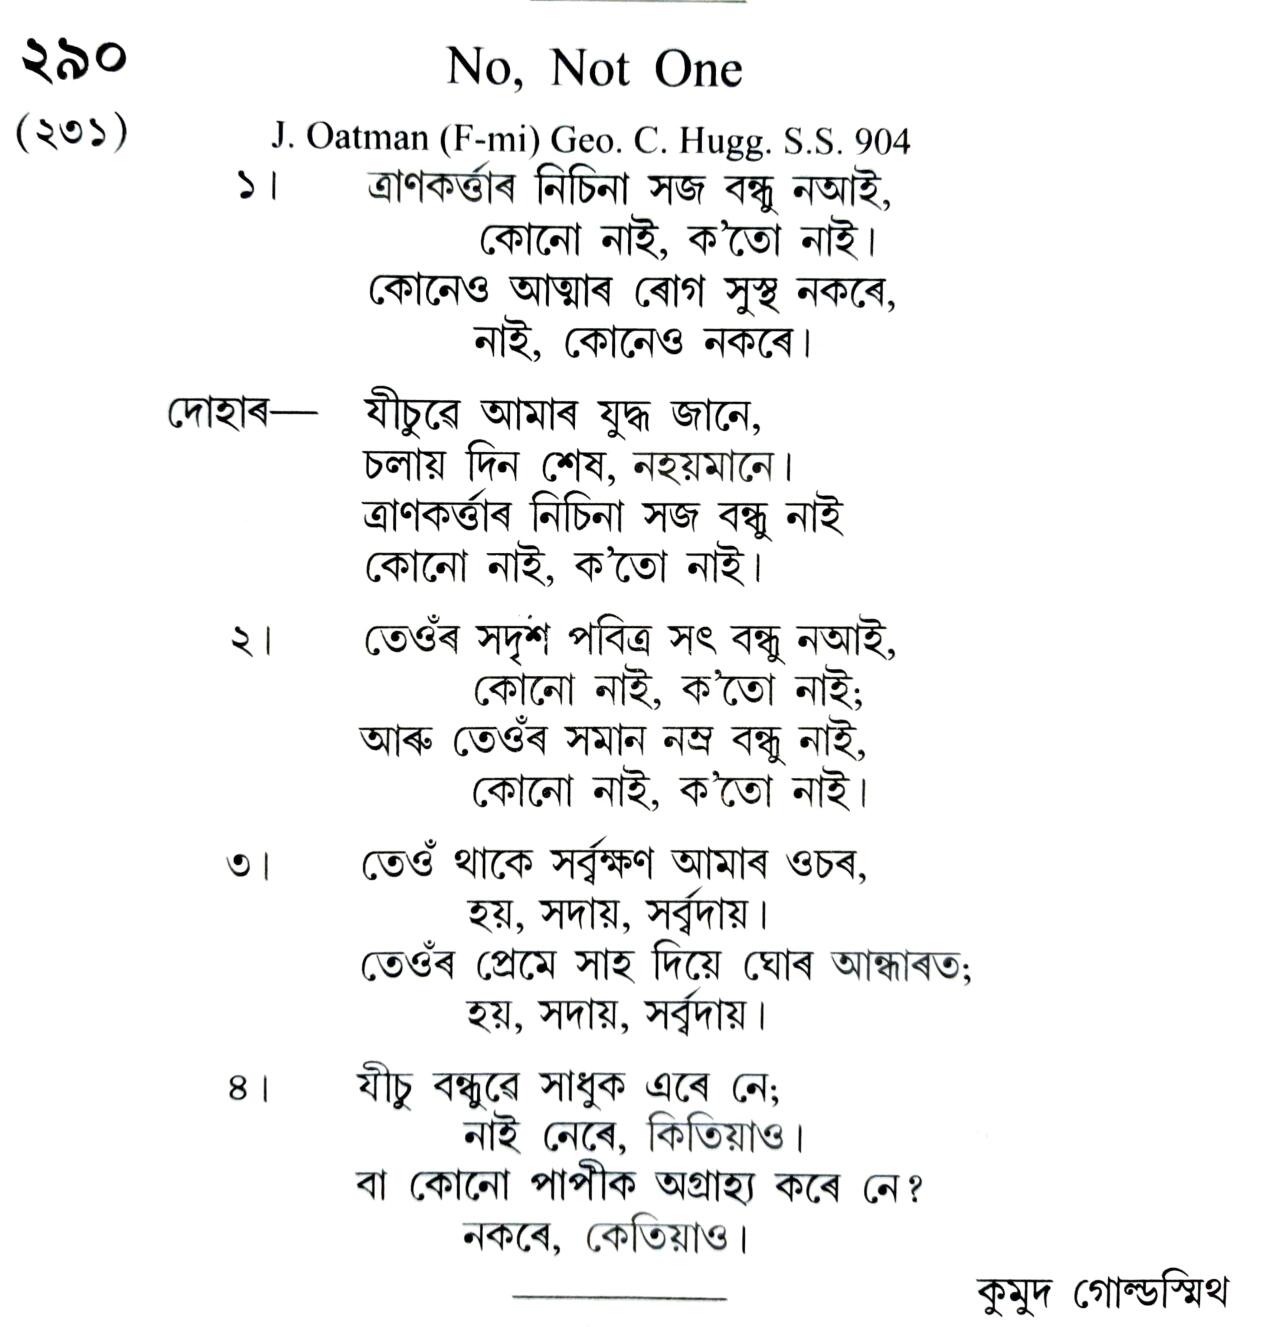 ২৯০ No, Not One
(২৩১) J. Oatman (F-mi) Geo. C. Hugg. S.S. 904
১। ত্ৰাণকৰ্ত্তাৰ নিচিনা সজ বন্ধু নআই,
কোনো নাই, ক'তো নাই।
কোনেও আত্মাৰ ৰোগ সুস্থ নকৰে,
নাই, কোনেও নকৰে।
দোহাৰ— যীচুৱে আমাৰ যুদ্ধ জানে,
চলায় দিন শেষ, নহয়মানে।
ত্ৰাণকৰ্ত্তাৰ নিচিনা সজ বন্ধু নাই
কোনো নাই, ক'তো নাই।
২। তেওঁৰ সদৃশ পবিত্ৰ সৎ বন্ধু নআই,
কোনো নাই, ক'তো নাই;
আৰু তেওঁৰ সমান নম্ৰ বন্ধু নাই,
কোনো নাই, ক'তো নাই।
৩। তেওঁ থাকে সৰ্ব্বক্ষণ আমাৰ ওচৰ,
হয়, সদায়, সৰ্ব্বদায়।
তেওঁৰ প্ৰেমে সাহ দিয়ে ঘোৰ আন্ধাৰত;
হয়, সদায়, সৰ্ব্বদায়।
৪। যীচু বন্ধুৱে সাধুক এৰে নে;
নাই নেৰে, কিতিয়াও।
বা কোনো পাপীক অগ্ৰাহ্য কৰে নে?
নকৰে, কেতিয়াও।
কুমুদ গোল্ডস্মিথ